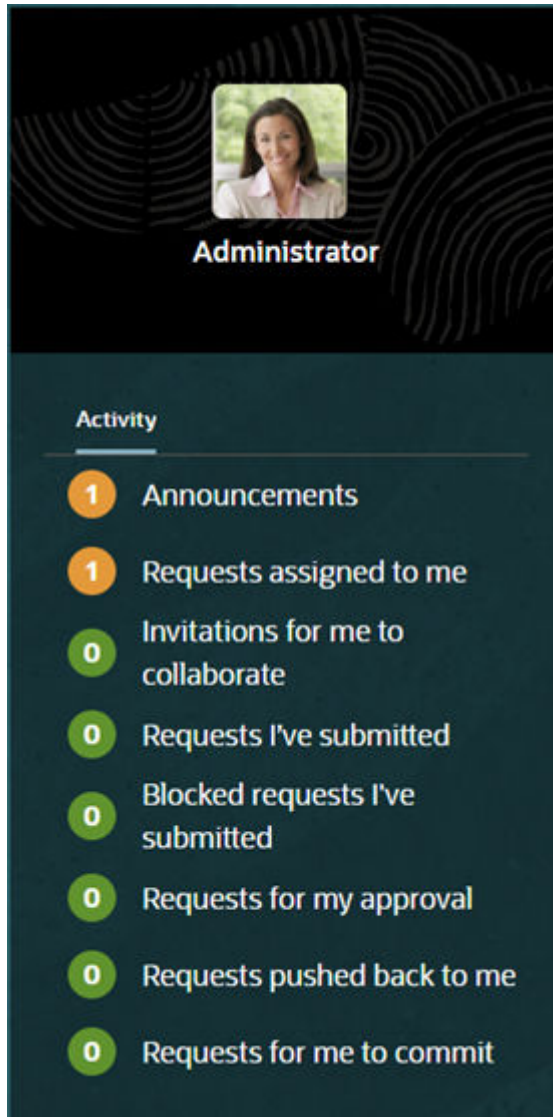 Administrator
Activity
1 Announcements
1 Requests assigned to me
0 Invitations for me to
collaborate
0 Requests I've submitted
0 Blocked requests I've
submitted
0 Requests for my approval
0 Requests pushed back to me
0 Requests for me to commit